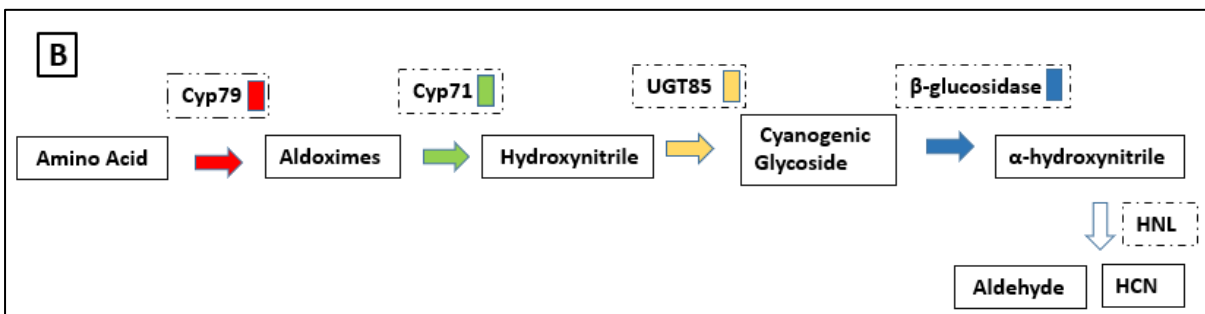 B
Cyp79
Cyp71
UGT85
β-glucosidase
Amino Acid
Aldoximes
Hydroxynitrile
Cyanogenic
Glycoside
α-hydroxynitrile
HNL
Aldehyde
HCN